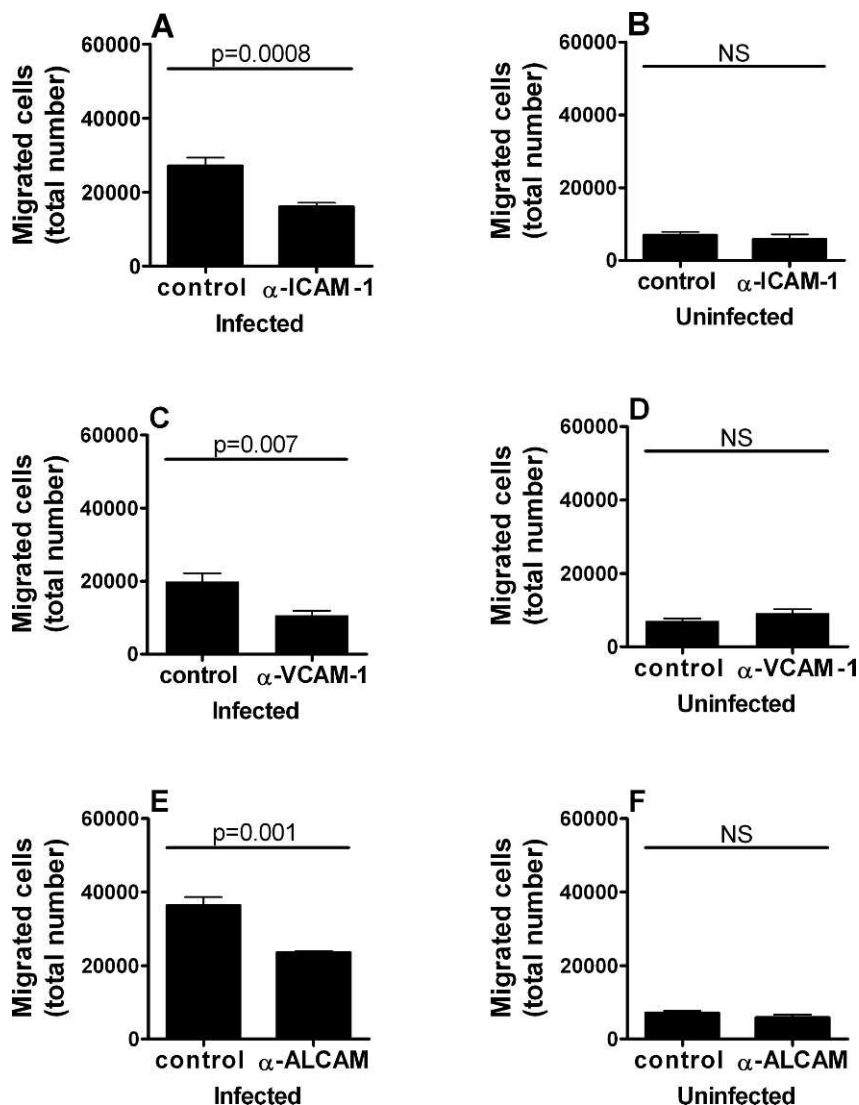 A
Migrated cells
(total number)
60000
40000
20000
0
p=0.0008
control
α-ICAM-1
Infected
B
Migrated cells
(total number)
60000
40000
20000
0
NS
control
α-ICAM-1
Uninfected
C
Migrated cells
(total number)
60000
40000
20000
0
p=0.007
control
α-VCAM-1
Infected
D
Migrated cells
(total number)
60000
40000
20000
0
NS
control
α-VCAM-1
Uninfected
E
Migrated cells
(total number)
60000
40000
20000
0
p=0.001
control
α-ALCAM
Infected
F
Migrated cells
(total number)
60000
40000
20000
0
NS
control
α-ALCAM
Uninfected